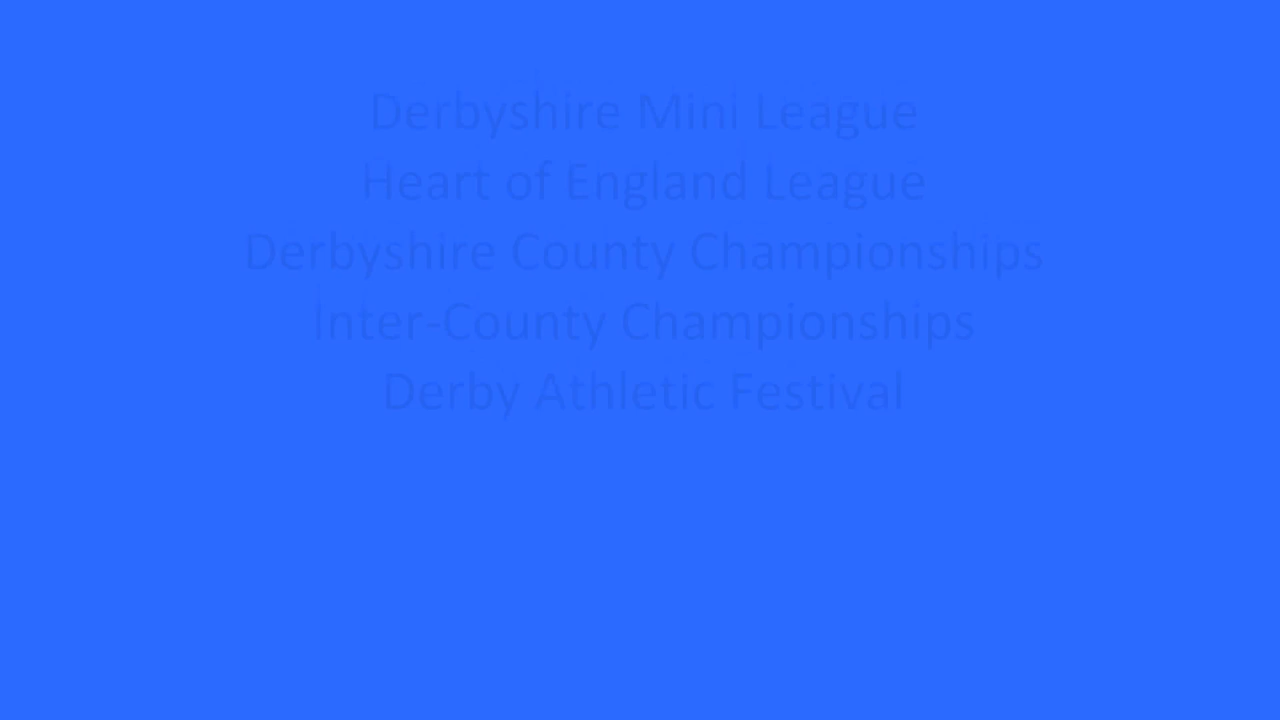 Derbyshire Mini League
Heart of England League
Derbyshire County Championships
Inter-County Championships
Derby Athletic Festival